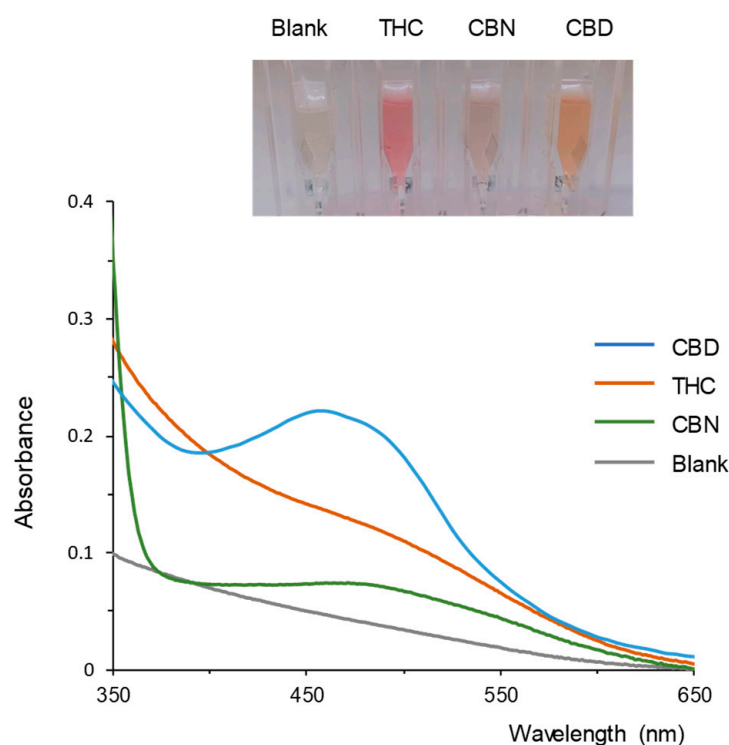 Blank THC CBN CBD
0.4
0.3
0.2
0.1
0
Absorbance
CBD
THC
CBN
Blank
350 450 550 650
Wavelength (nm)